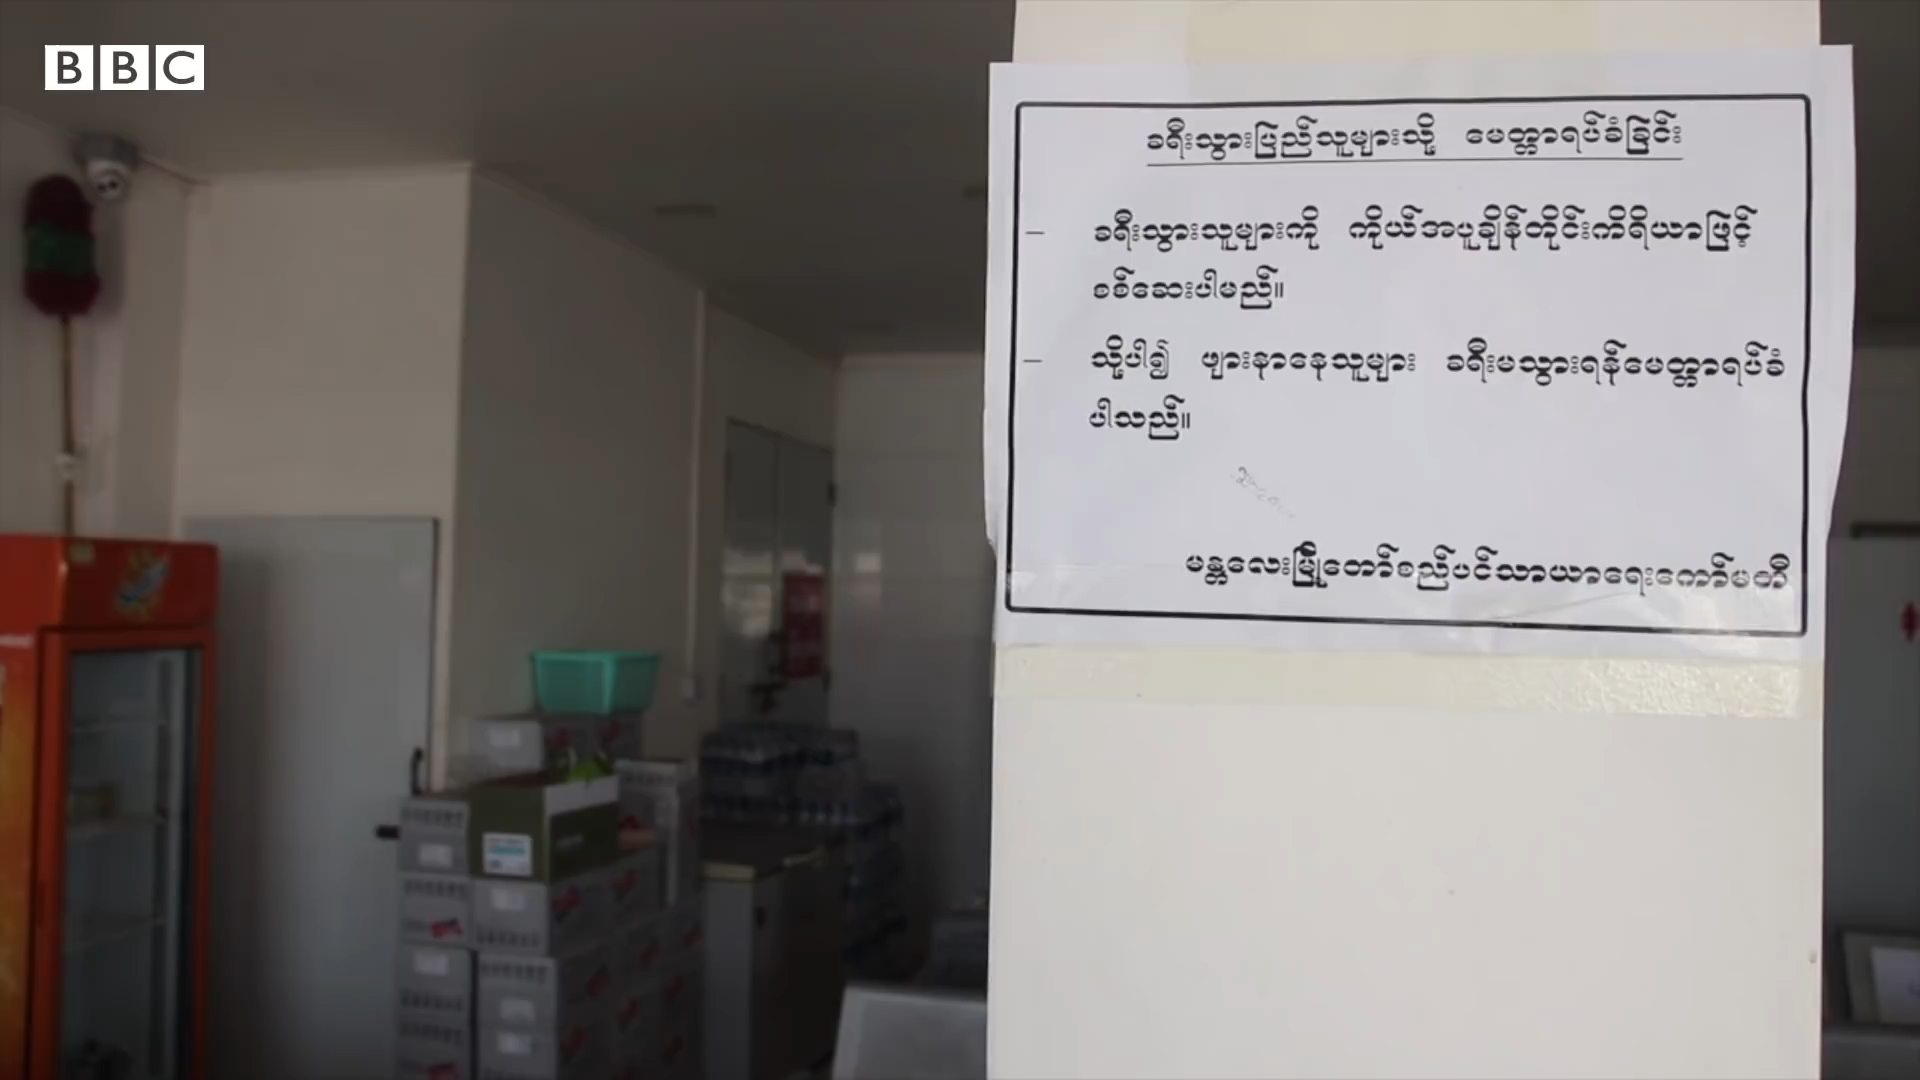 BBC
ခရီးသွားပြည်သူများသို့ မေတ္တာရပ်ခံခြင်း
– ခရီးသွားသူများကို ကိုယ်အပူချိန်တိုင်းကိရိယာဖြင့်
စစ်ဆေးပါမည်။
– သို့ပါ၍ ဖျားနာနေသူများ ခရီးမသွားရန်မေတ္တာရပ်ခံ
ပါသည်။
မန္တလေးမြို့တော်စည်ပင်သာယာရေးကော်မတီ